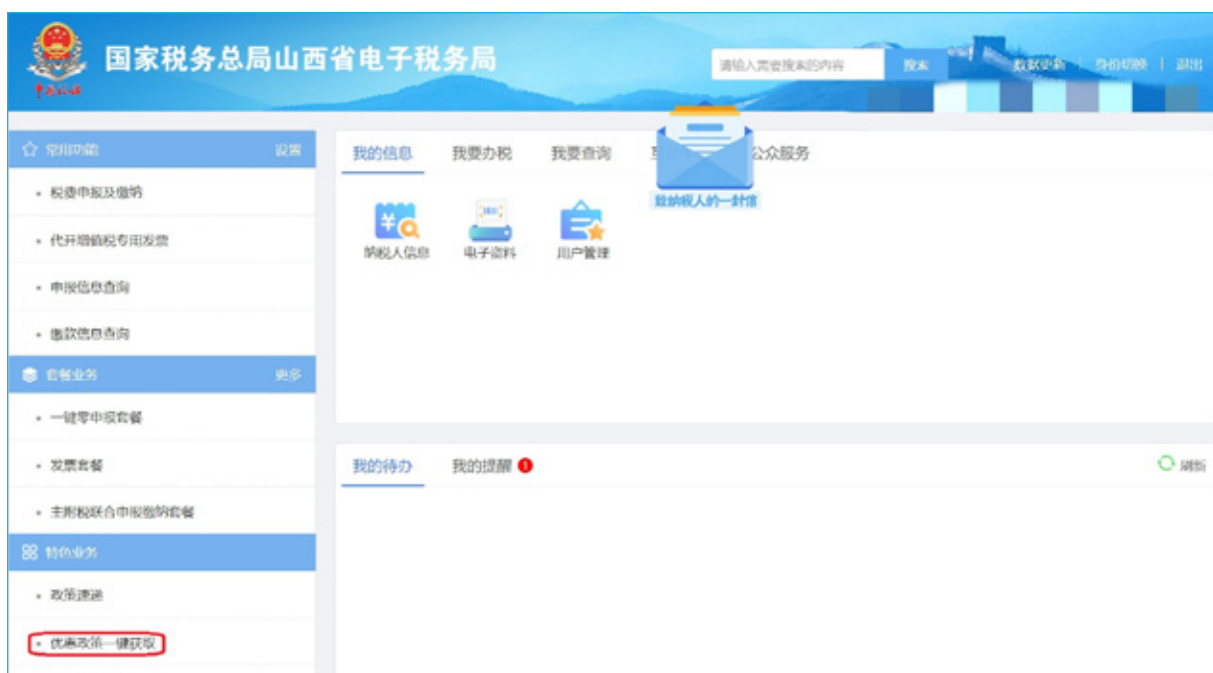 国家税务总局山西省电子税务局
中国税务
请输入需要搜索的内容
搜索
数据更新 | 身份切换 | 退出
常用功能 设置
税费申报及缴纳
代开增值税专用发票
申报信息查询
缴款信息查询
套餐业务 更多
一键零申报套餐
发票套餐
主附税联合申报缴纳套餐
特色业务
政策速递
优惠政策一键获取
我的信息 我要办税 我要查询 公众服务
致纳税人的一封信
纳税人信息 电子资料 用户管理
我的待办 我的提醒 1
刷新